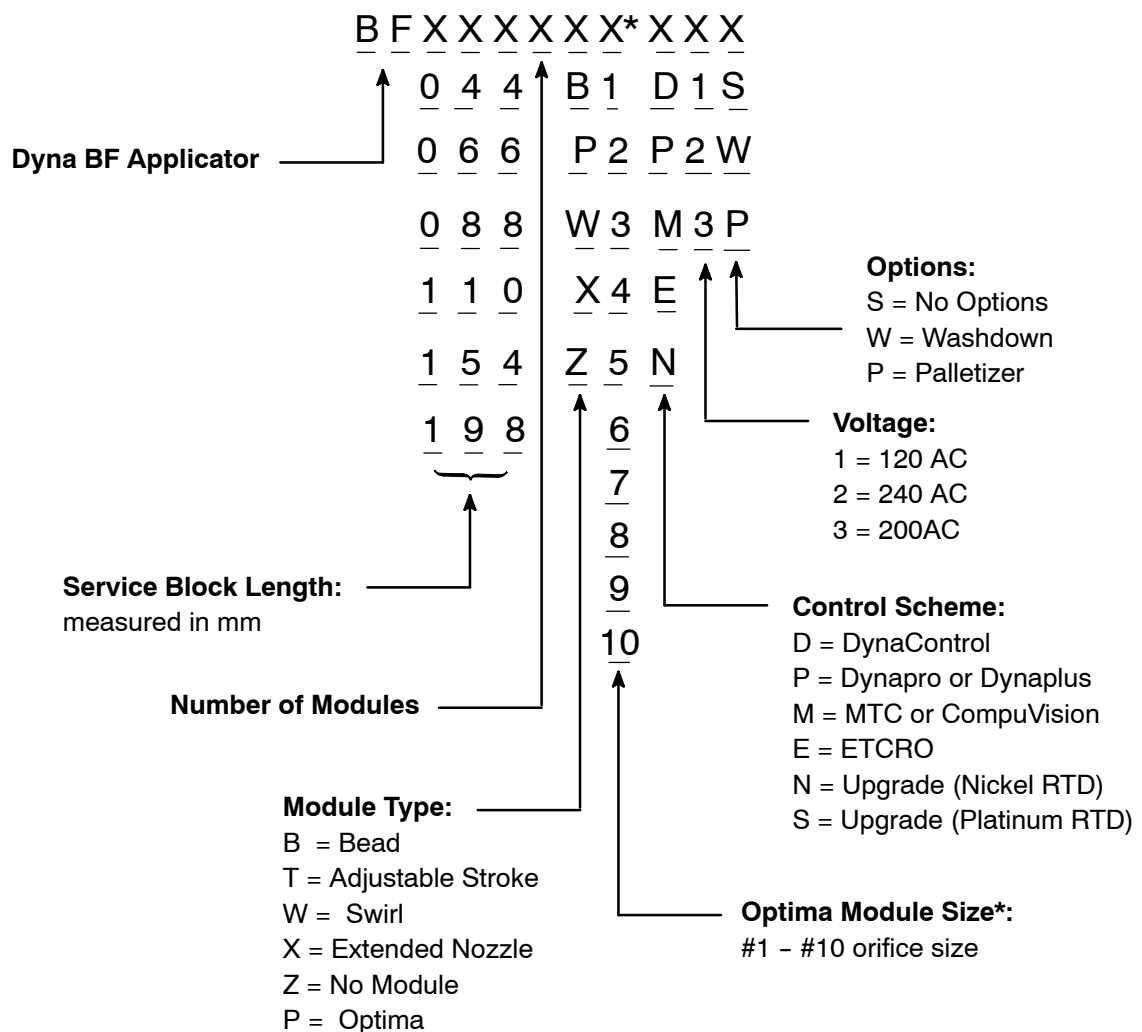 B F X X X X X X* X X X
0 4 4 B 1 D 1 S
Dyna BF Applicator
0 6 6 P 2 P 2 W
0 8 8 W 3 M 3 P
1 1 0 X 4 E
1 5 4 Z 5 N
1 9 8 6
7
8
9
10
Options:
S = No Options
W = Washdown
P = Palletizer
Voltage:
1 = 120 AC
2 = 240 AC
3 = 200AC
Service Block Length:
measured in mm
Control Scheme:
D = DynaControl
P = Dynapro or Dynaplus
M = MTC or CompuVision
E = ETCRO
N = Upgrade (Nickel RTD)
S = Upgrade (Platinum RTD)
Number of Modules
Module Type:
B = Bead
T = Adjustable Stroke
W = Swirl
X = Extended Nozzle
Z = No Module
P = Optima
Optima Module Size*:
#1 – #10 orifice size